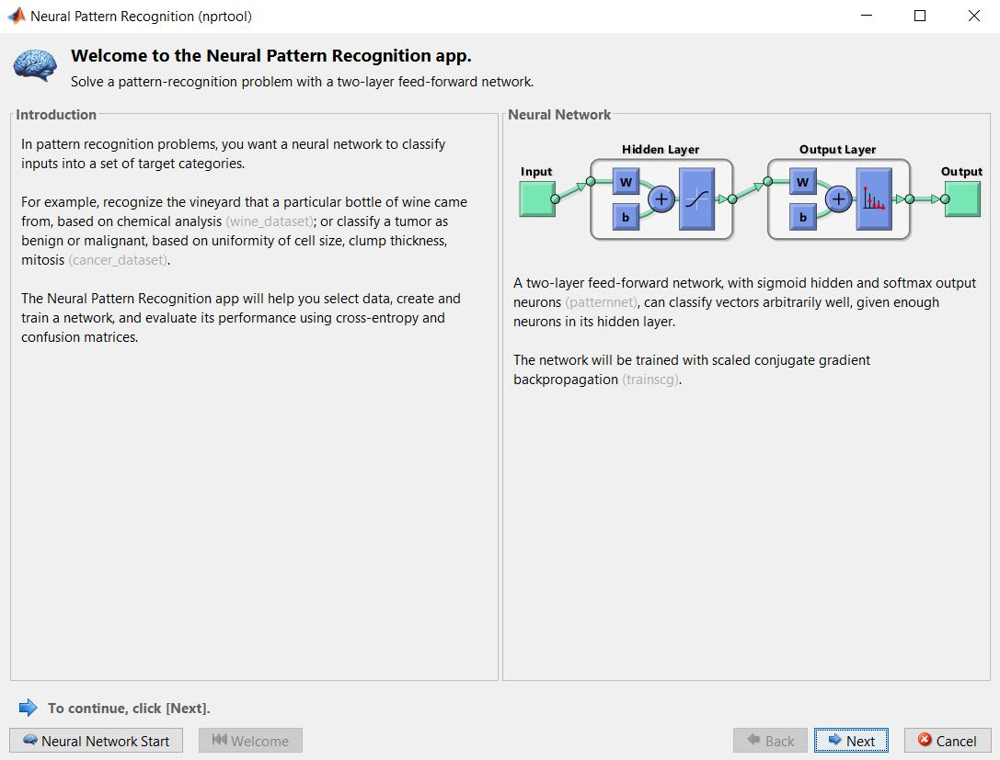 Neural Pattern Recognition (nprtool)
Welcome to the Neural Pattern Recognition app.
Solve a pattern-recognition problem with a two-layer feed-forward network.
Introduction
In pattern recognition problems, you want a neural network to classify
inputs into a set of target categories.
For example, recognize the vineyard that a particular bottle of wine came
from, based on chemical analysis (wine_dataset); or classify a tumor as
benign or malignant, based on uniformity of cell size, clump thickness,
mitosis (cancer_dataset).
The Neural Pattern Recognition app will help you select data, create and
train a network, and evaluate its performance using cross-entropy and
confusion matrices.
Neural Network
Hidden Layer
Output Layer
Input
W
b
W
b
Output
A two-layer feed-forward network, with sigmoid hidden and softmax output
neurons (patternnet), can classify vectors arbitrarily well, given enough
neurons in its hidden layer.
The network will be trained with scaled conjugate gradient
backpropagation (trainscg).
To continue, click [Next].
Neural Network Start
Welcome
Back
Next
Cancel